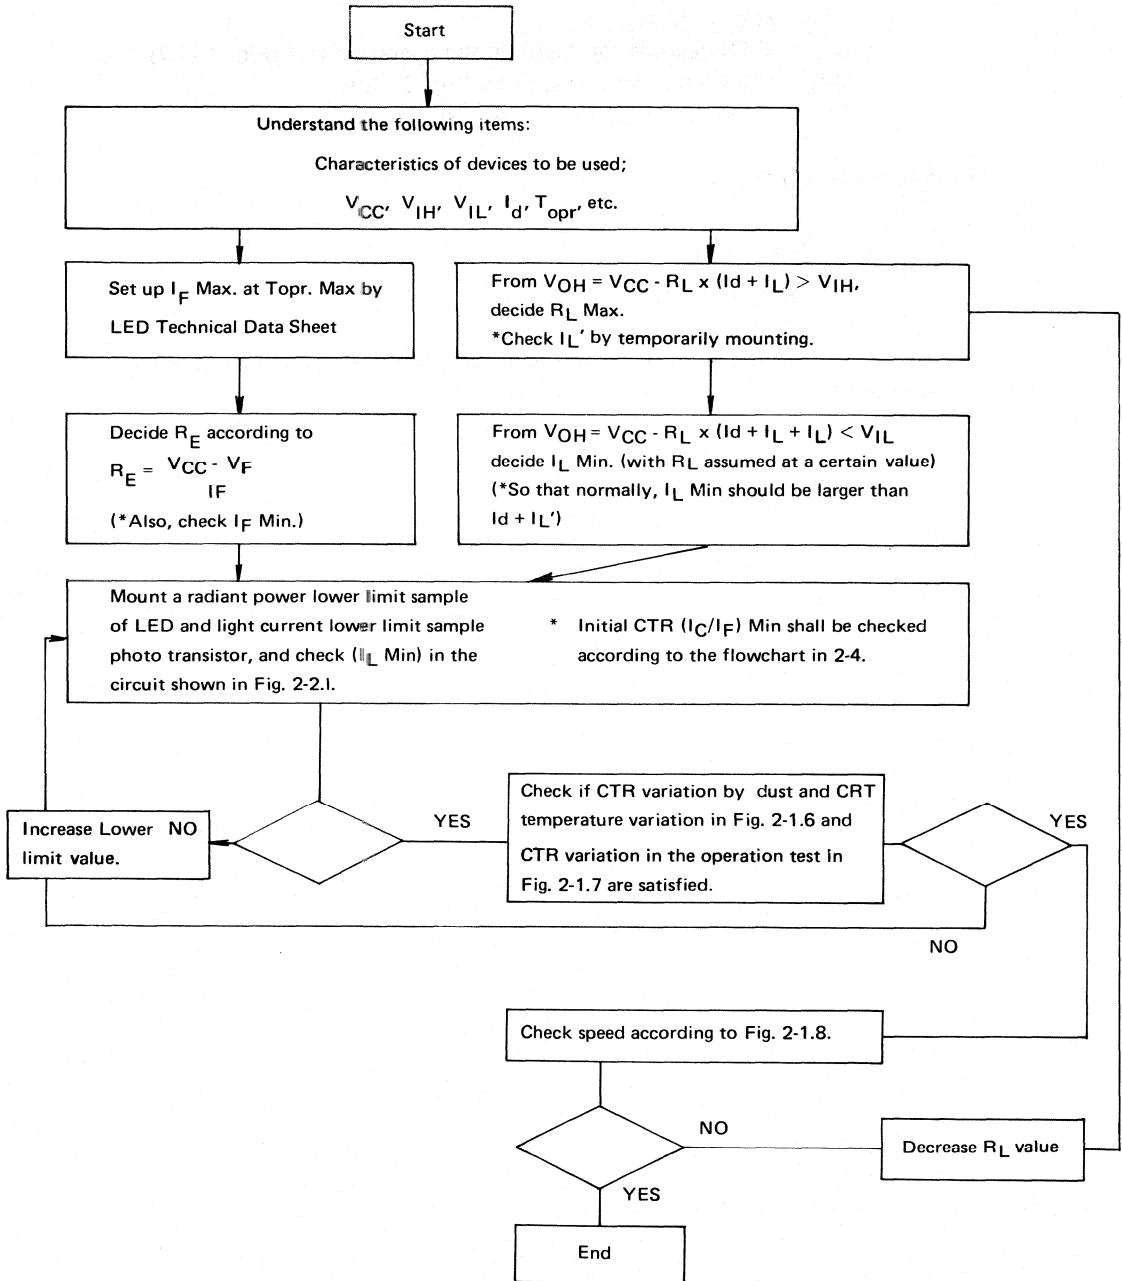 Start
Understand the following items:
Characteristics of devices to be used;
VCC, VIH, VIL, Id, Topr, etc.
Set up IF Max. at Topr. Max by
LED Technical Data Sheet
From VOH = VCC - RL x (Id + IL) > VIH,
decide RL Max.
*Check IL' by temporarily mounting.
Decide RE according to
RE = VCC - VF
IF
(*Also, check IF Min.)
From VOH = VCC - RL x (Id + IL + IL) < VIL
decide IL Min. (with RL assumed at a certain value)
(*So that normally, IL Min should be larger than
Id + IL')
Mount a radiant power lower limit sample
of LED and light current lower limit sample
photo transistor, and check (IL Min) in the
circuit shown in Fig. 2-2.I.
* Initial CTR (IC/IF) Min shall be checked
according to the flowchart in 2-4.
Increase Lower
limit value.
NO
YES
Check if CTR variation by dust and CRT
temperature variation in Fig. 2-1.6 and
CTR variation in the operation test in
Fig. 2-1.7 are satisfied.
YES
NO
Check speed according to Fig. 2-1.8.
NO
Decrease RL value
YES
End